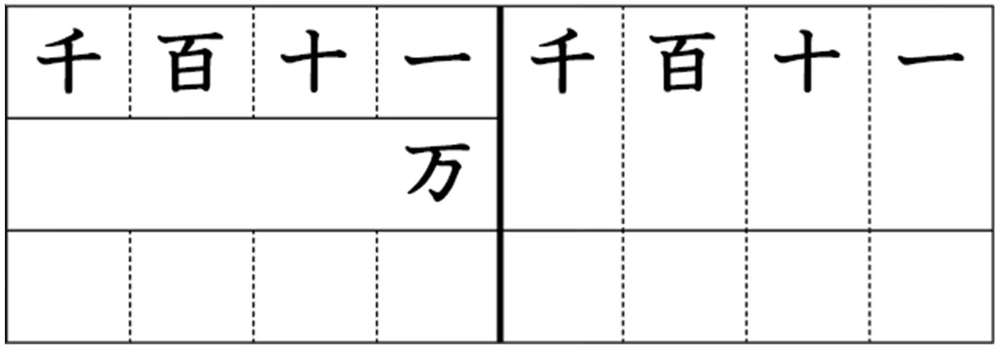 千 百 十 一 千 百 十 一
万